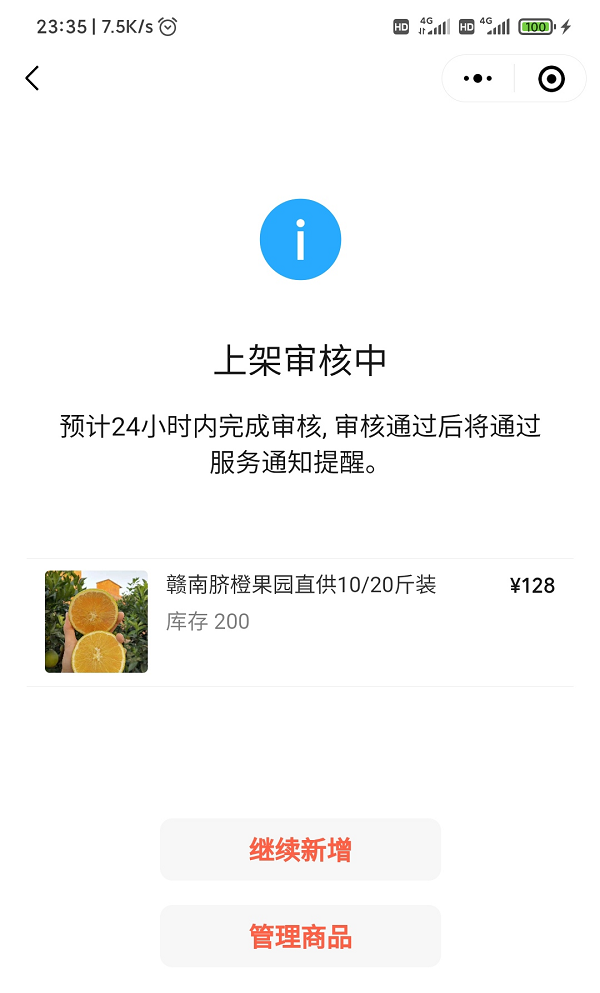 23:35 | 7.5K/s
HD 4G HD 4G 100
上架审核中
预计24小时内完成审核, 审核通过后将通过
服务通知提醒。
赣南脐橙果园直供10/20斤装 ¥128
库存 200
继续新增
管理商品